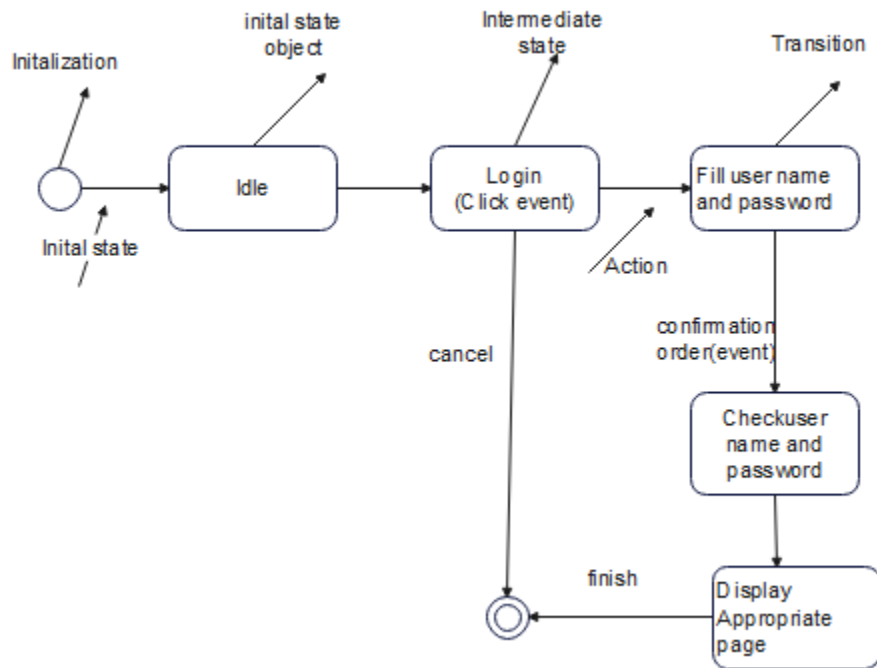 inital state
object
Intermediate
state
Transition
Initalization
Idle
Login
(Click event)
Fill user name
and password
Inital state
Action
confirmation
order(event)
cancel
Checkuser
name and
password
finish
Display
Appropriate
page